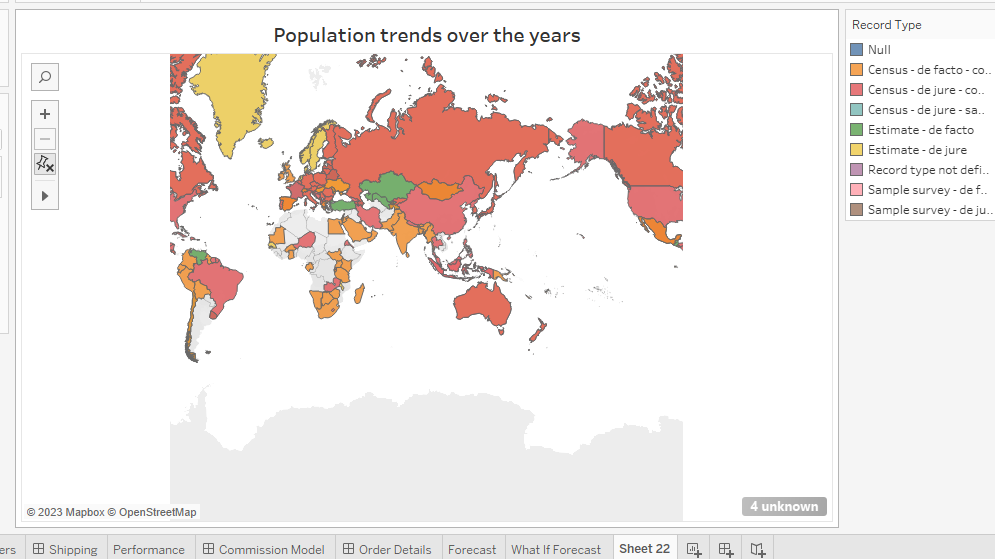 Population trends over the years
Record Type
Null
Census - de facto - co..
Census - de jure - co..
Census - de jure - sa..
Estimate - de facto
Estimate - de jure
Record type not defi..
Sample survey - de f..
Sample survey - de ju..
© 2023 Mapbox © OpenStreetMap
4 unknown
ers
Shipping
Performance
Commission Model
Order Details
Forecast
What If Forecast
Sheet 22